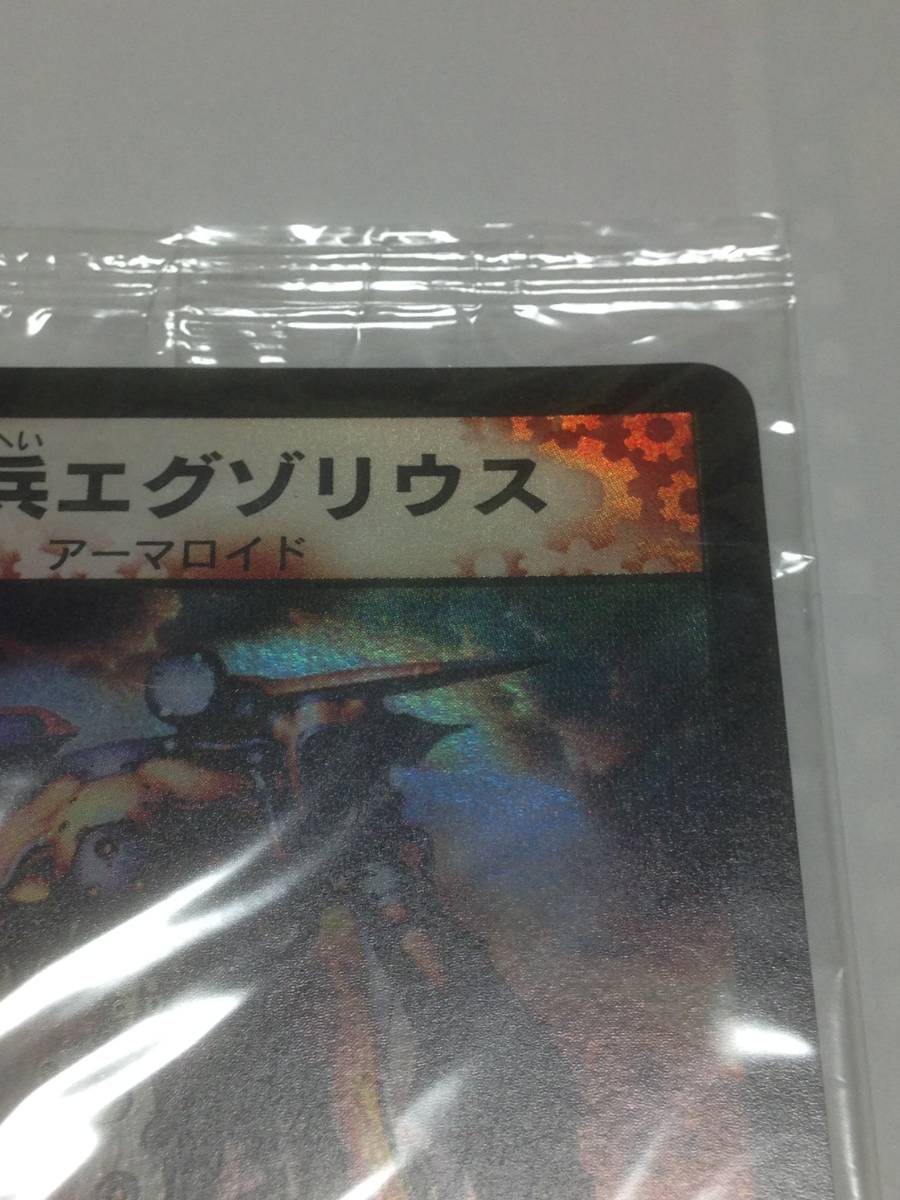 へい
兵エグゾリウス
アーマロイド